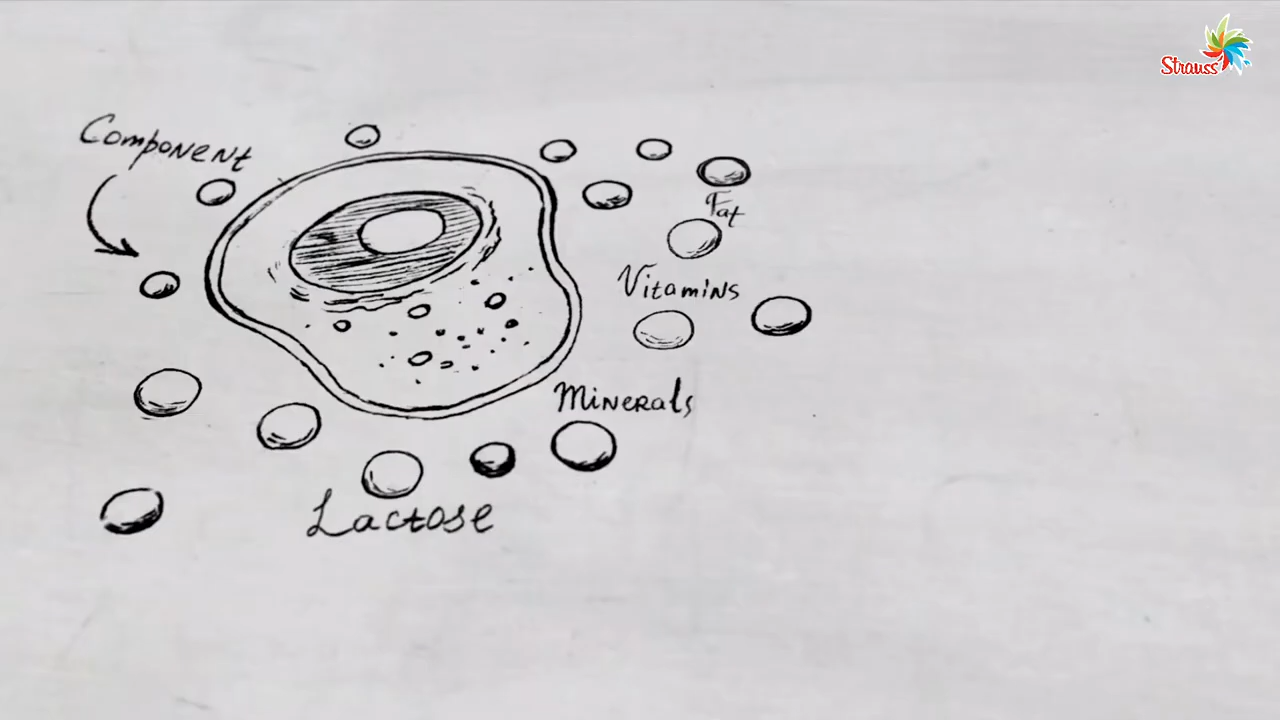 Strauss
Component
Fat
Vitamins
Minerals
Lactose